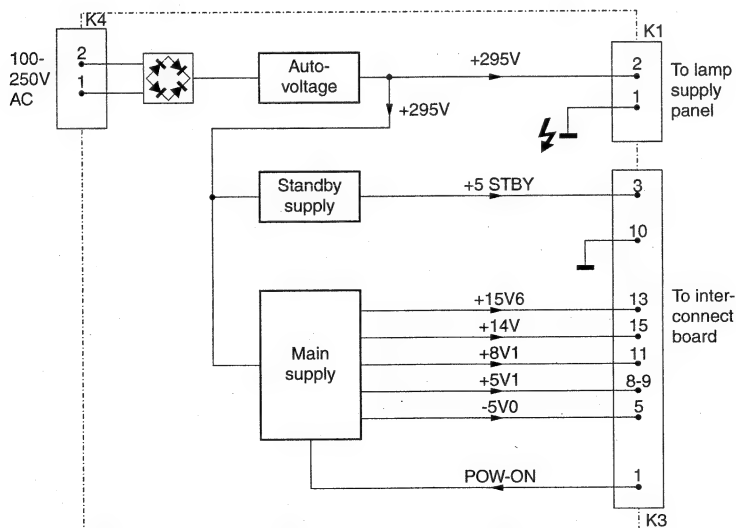 K4
K1
100-
250V
AC
2
1
Auto-
voltage
+295V
+295V
2
1
To lamp
supply
panel
Standby
supply
+5 STBY
3
10
Main
supply
+15V6
+14V
+8V1
+5V1
-5V0
POW-ON
13
15
11
8-9
5
1
To inter-
connect
board
K3